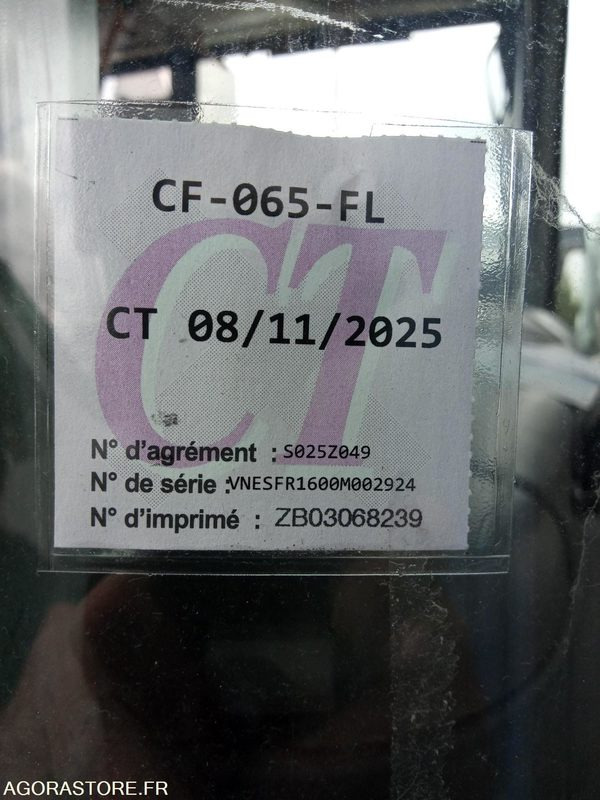 CF-065-FL
CT
CT 08/11/2025
N° d'agrément : S025Z049
N° de série :VNESFR1600M002924
N° d'imprimé : ZB03068239
AGORASTORE.FR